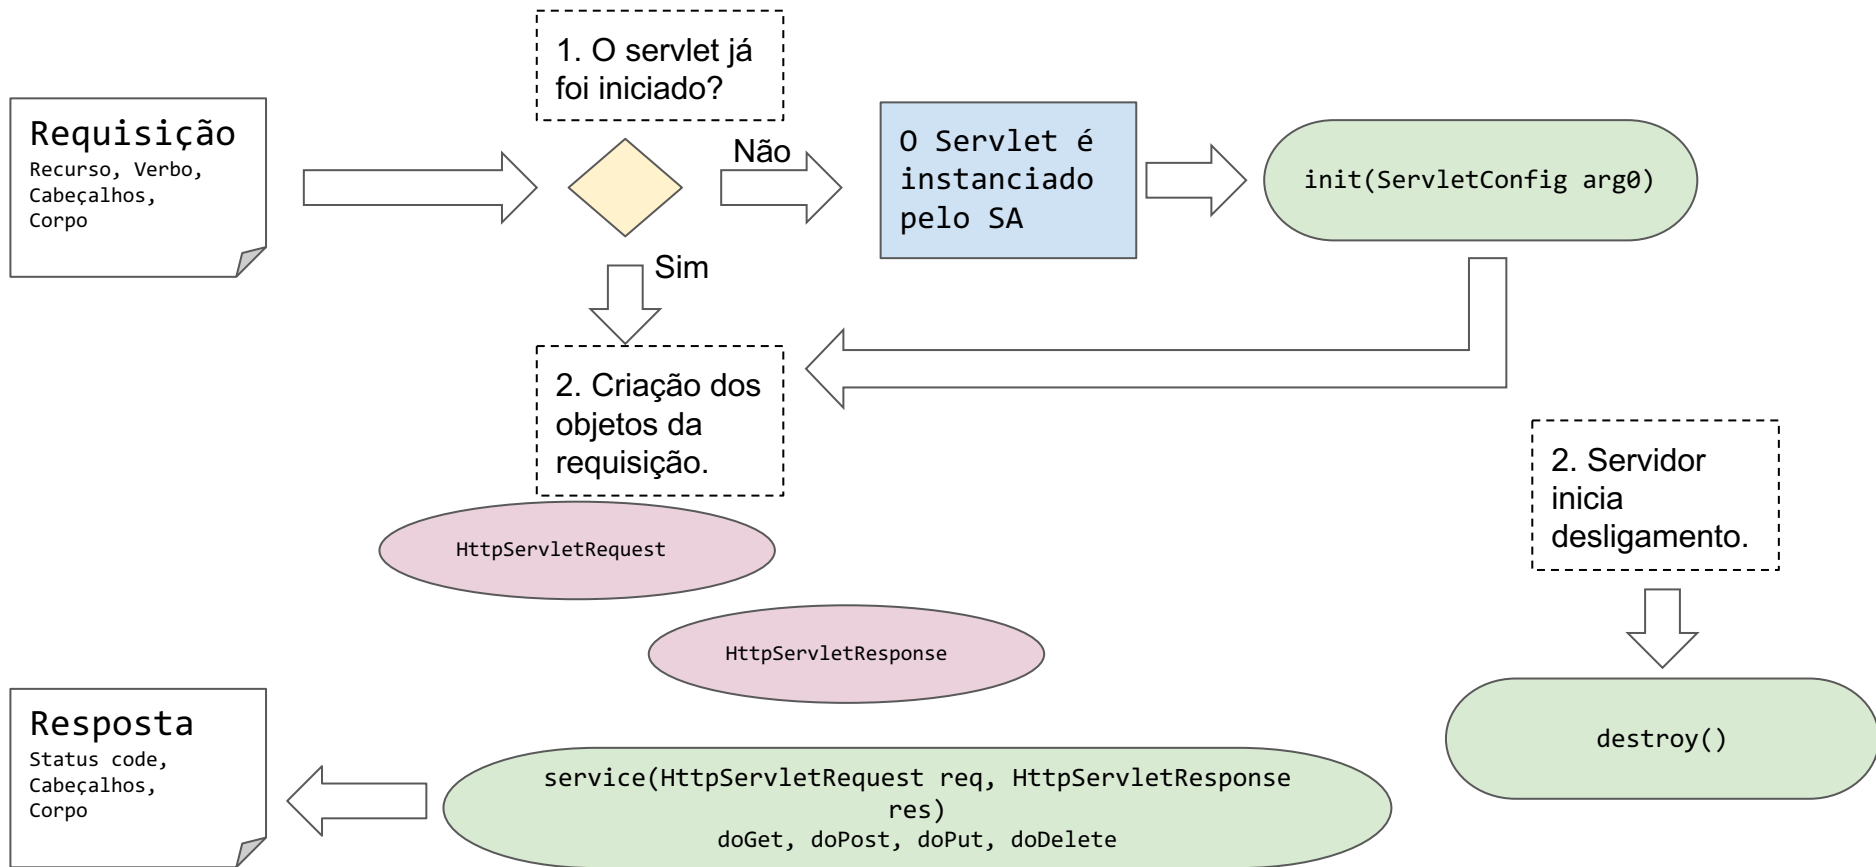 1. O servlet já
foi iniciado?
Requisição
Recurso, Verbo,
Cabeçalhos,
Corpo
Não
O Servlet é
instanciado
pelo SA
init(ServletConfig arg0)
Sim
2. Criação dos
objetos da
requisição.
2. Servidor
inicia
desligamento.
HttpServletRequest
HttpServletResponse
destroy()
Resposta
Status code,
Cabeçalhos,
Corpo
service(HttpServletRequest req, HttpServletResponse
res)
doGet, doPost, doPut, doDelete